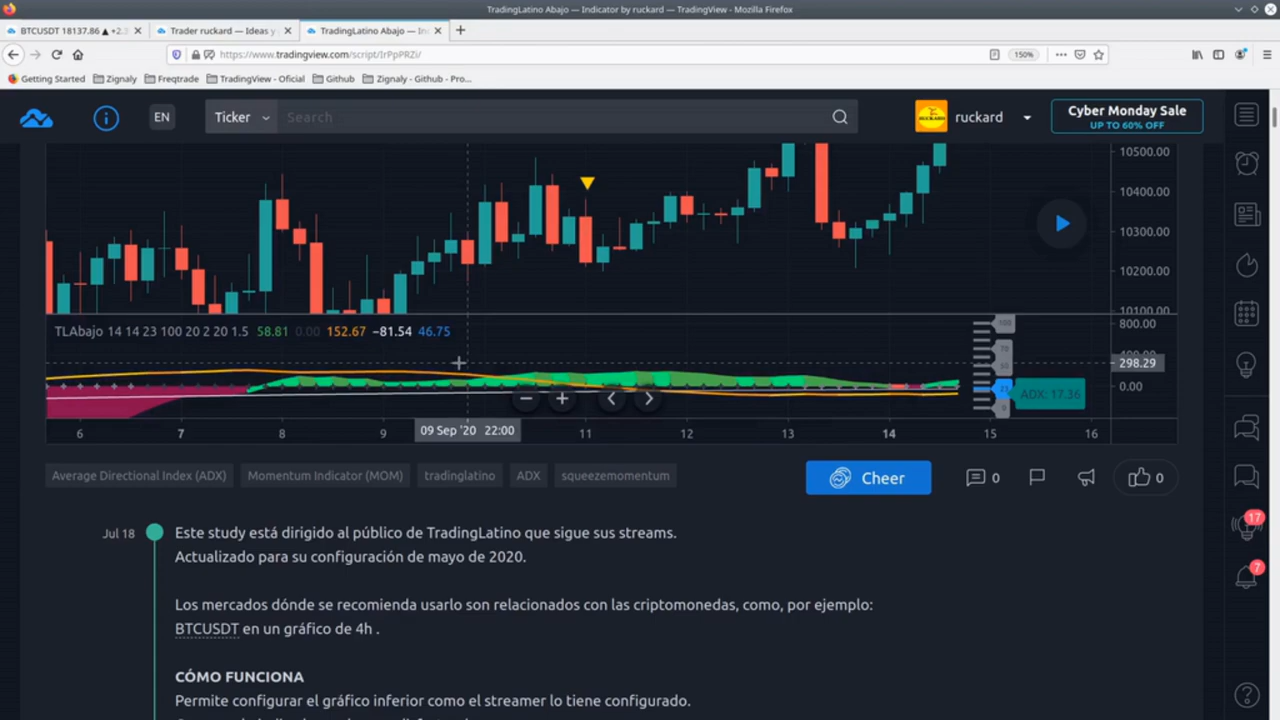 TradingLatino Abajo — Indicator by ruckard — TradingView - Mozilla Firefox
BTCUSDT 18137.86 ▲ +2.3
Trader ruckard — Ideas y
TradingLatino Abajo — In
https://www.tradingview.com/script/IrPpPRZi/
150%
Getting Started
Zignaly
Freqtrade
TradingView - Oficial
Github
Zignaly - Github - Pro...
EN
Ticker
Search
ruckard
Cyber Monday Sale
UP TO 60% OFF
10500.00
10400.00
10300.00
10200.00
10100.00
TLAbajo 14 14 23 100 20 2 20 1.5 58.81 0.00 152.67 −81.54 46.75
100
800.00
70
298.29
0.00
ADX: 17.36
0
6 7 8 9 09 Sep '20 22:00 11 12 13 14 15 16
Average Directional Index (ADX)
Momentum Indicator (MOM)
tradinglatino
ADX
squeezemomentum
Cheer
0
0
17
7
Jul 18
Este study está dirigido al público de TradingLatino que sigue sus streams.
Actualizado para su configuración de mayo de 2020.
Los mercados dónde se recomienda usarlo son relacionados con las criptomonedas, como, por ejemplo:
BTCUSDT en un gráfico de 4h .
CÓMO FUNCIONA
Permite configurar el gráfico inferior como el streamer lo tiene configurado.